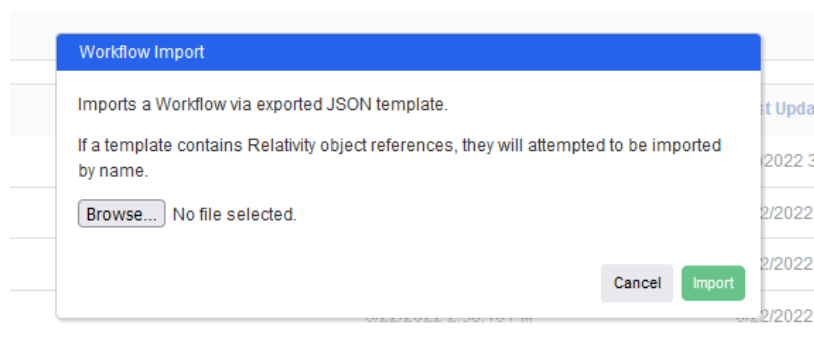 Workflow Import
Imports a Workflow via exported JSON template.
If a template contains Relativity object references, they will attempted to be imported
by name.
Browse... No file selected.
Cancel Import